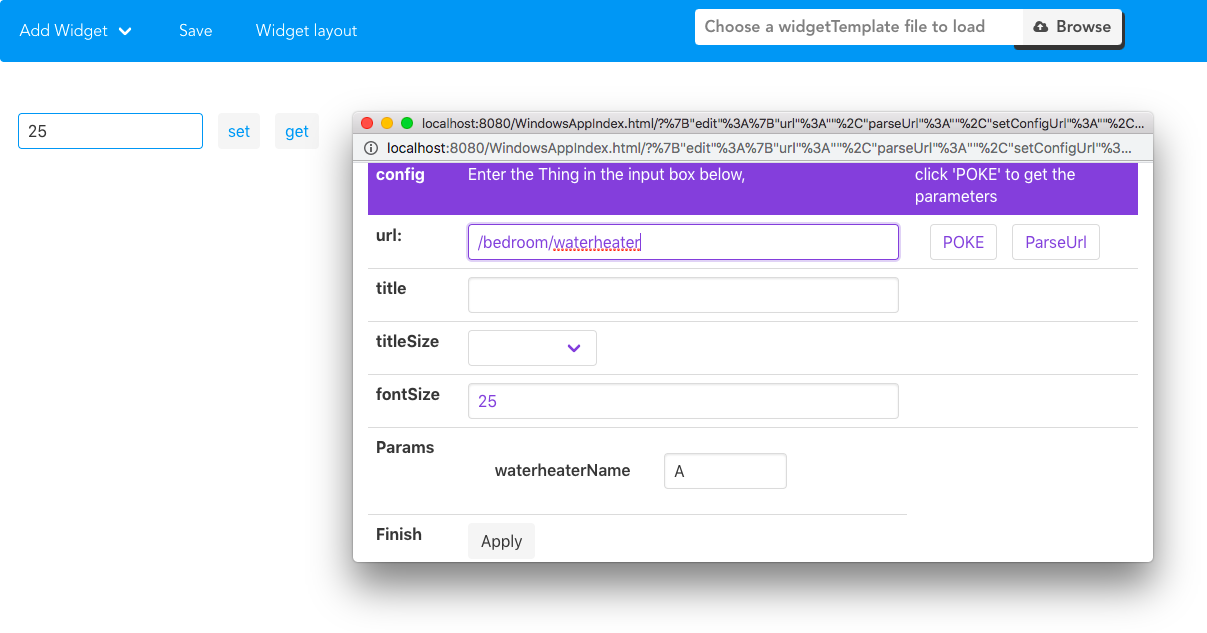 Add Widget Save Widget layout Choose a widgetTemplate file to load Browse
25 set get
localhost:8080/WindowsAppIndex.html/?%7B"edit"%3A%7B"url"%3A""%2C"parseUrl"%3A""%2C"setConfigUrl"%3A""%2C...
localhost:8080/WindowsAppIndex.html/?%7B"edit"%3A%7B"url"%3A""%2C"parseUrl"%3A""%2C"setConfigUrl"%3...
config Enter the Thing in the input box below, click 'POKE' to get the
parameters
url: /bedroom/waterheater POKE ParseUrl
title
titleSize
fontSize 25
Params
waterheaterName A
Finish Apply